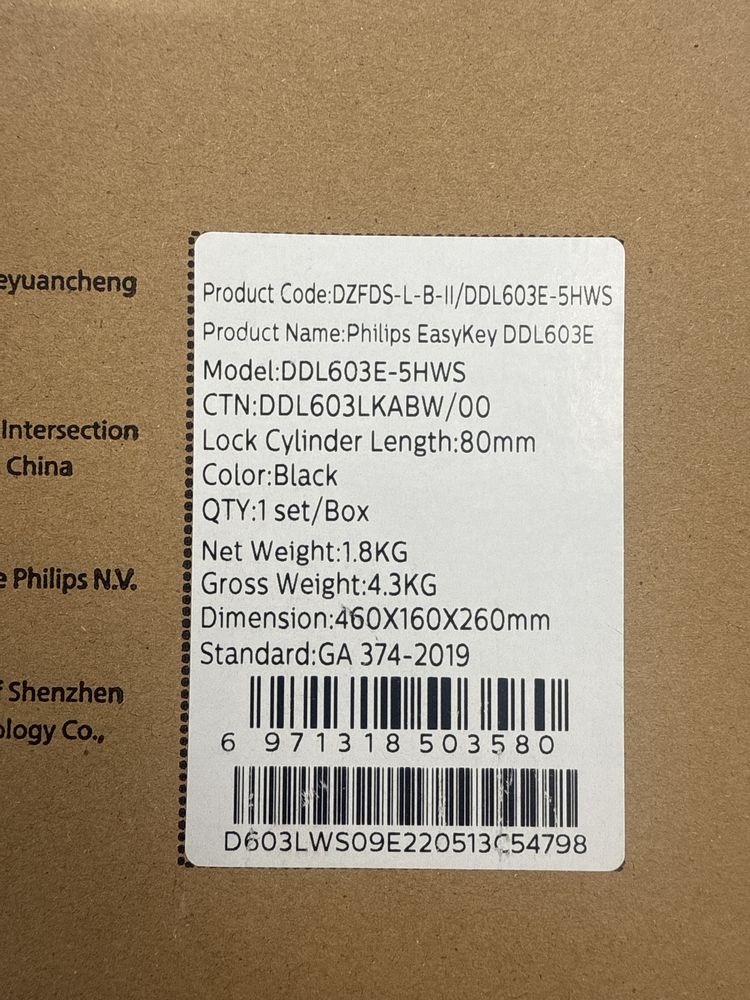 eyuancheng
Intersection
China
e Philips N.V.
f Shenzhen
ology Co.,
Product Code:DZFDS-L-B-II/DDL603E-5HWS
Product Name:Philips EasyKey DDL603E
Model:DDL603E-5HWS
CTN:DDL603LKABW/00
Lock Cylinder Length:80mm
Color:Black
QTY:1 set/Box
Net Weight:1.8KG
Gross Weight:4.3KG
Dimension:460X160X260mm
Standard:GA 374-2019
6 971318 503580
D603LWS09E220513C54798